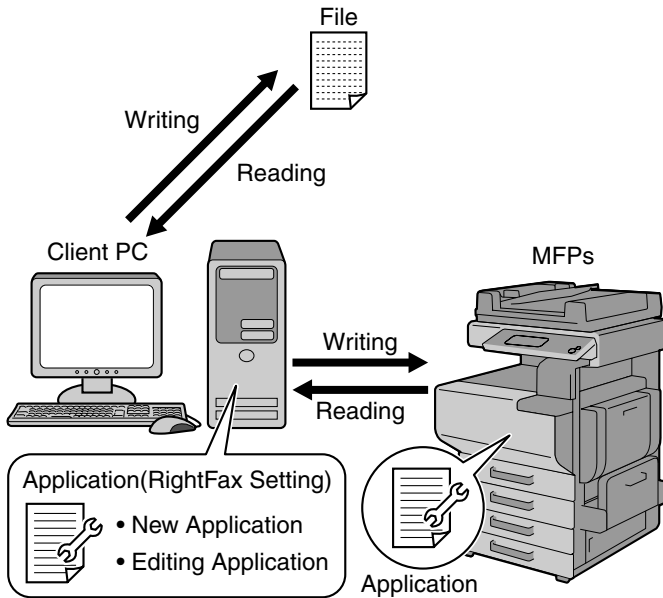 File
Writing
Reading
Client PC
MFPs
Writing
Reading
Application(RightFax Setting)
• New Application
• Editing Application
Application